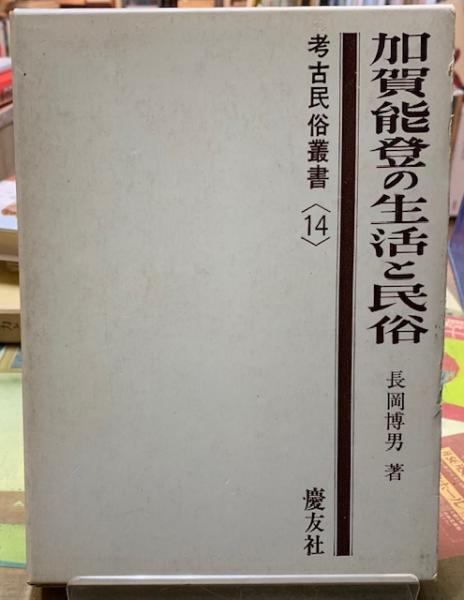 加賀能登の生活と民俗
長岡博男 著
考古民俗叢書〈14〉
慶友社